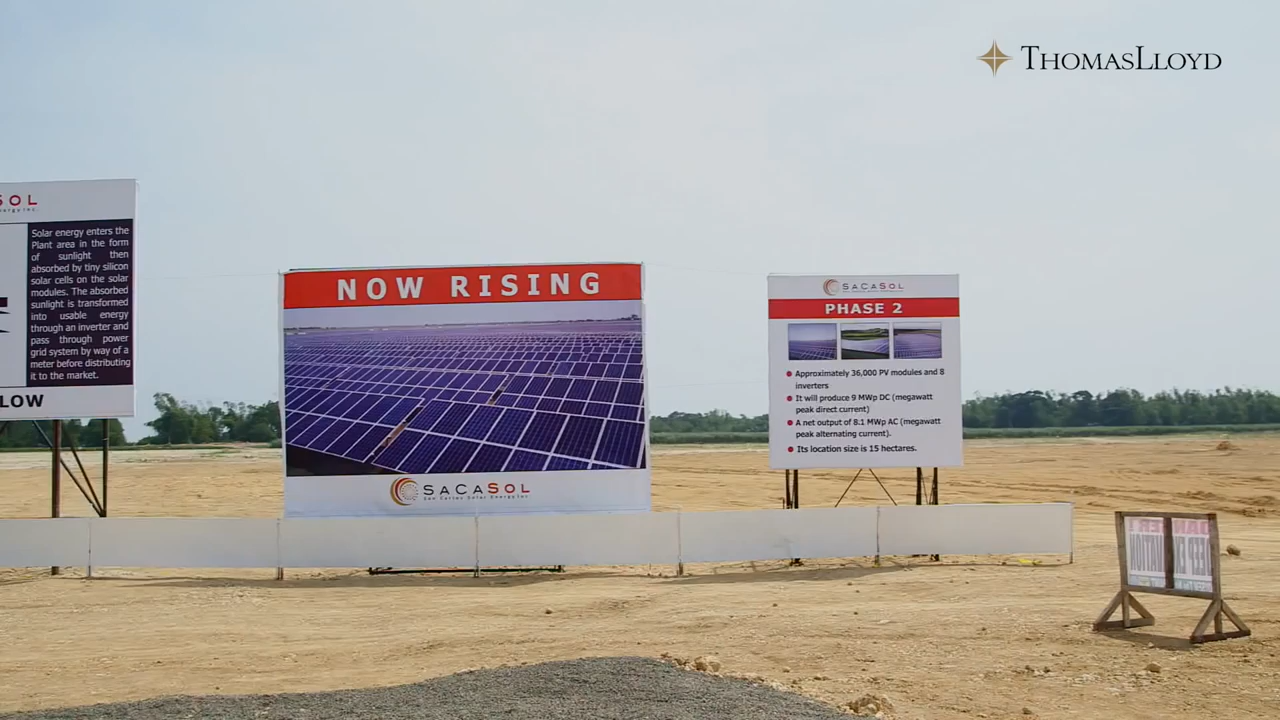 THOMASLLOYD
SOL
Solar energy enters the
Plant area in the form
of sunlight then
absorbed by tiny silicon
solar cells on the solar
modules. The absorbed
sunlight is transformed
into usable energy
through an inverter and
pass through power
grid system by way of a
meter before distributing
it to the market.
LOW
NOW RISING
SACASOL
San Carlos Solar Energy Inc.
SACASOL
PHASE 2
Approximately 36,000 PV modules and 8
inverters
It will produce 9 MWp DC (megawatt
peak direct current)
A net output of 8.1 MWp AC (megawatt
peak alternating current).
Its location size is 15 hectares.